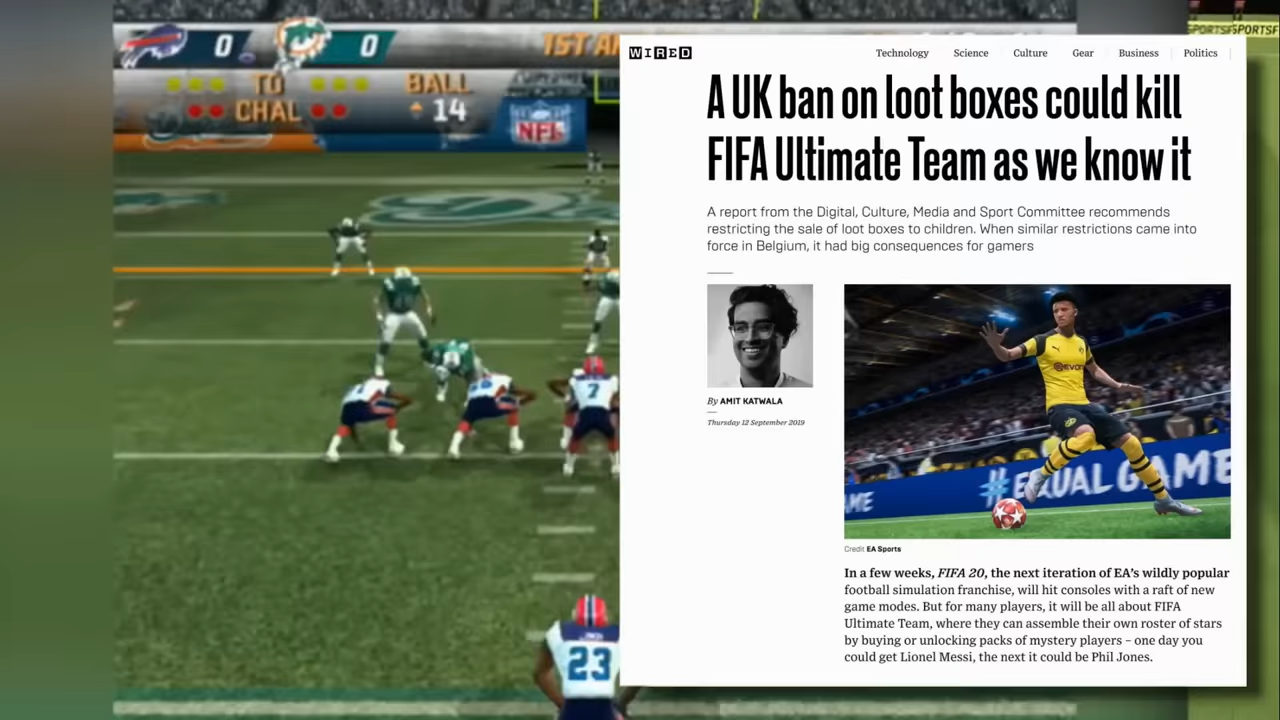 0
0
1ST A
TO
BALL
CHAL
14
NFL
7
23
SPORTS
SPORTS
WIRED
Technology
Science
Culture
Gear
Business
Politics
A UK ban on loot boxes could kill
FIFA Ultimate Team as we know it
A report from the Digital, Culture, Media and Sport Committee recommends
restricting the sale of loot boxes to children. When similar restrictions came into
force in Belgium, it had big consequences for gamers
By AMIT KATWALA
Thursday 12 September 2019
EVON
AME
#EQUAL GAME
Credit EA Sports
In a few weeks, FIFA 20, the next iteration of EA's wildly popular
football simulation franchise, will hit consoles with a raft of new
game modes. But for many players, it will be all about FIFA
Ultimate Team, where they can assemble their own roster of stars
by buying or unlocking packs of mystery players – one day you
could get Lionel Messi, the next it could be Phil Jones.